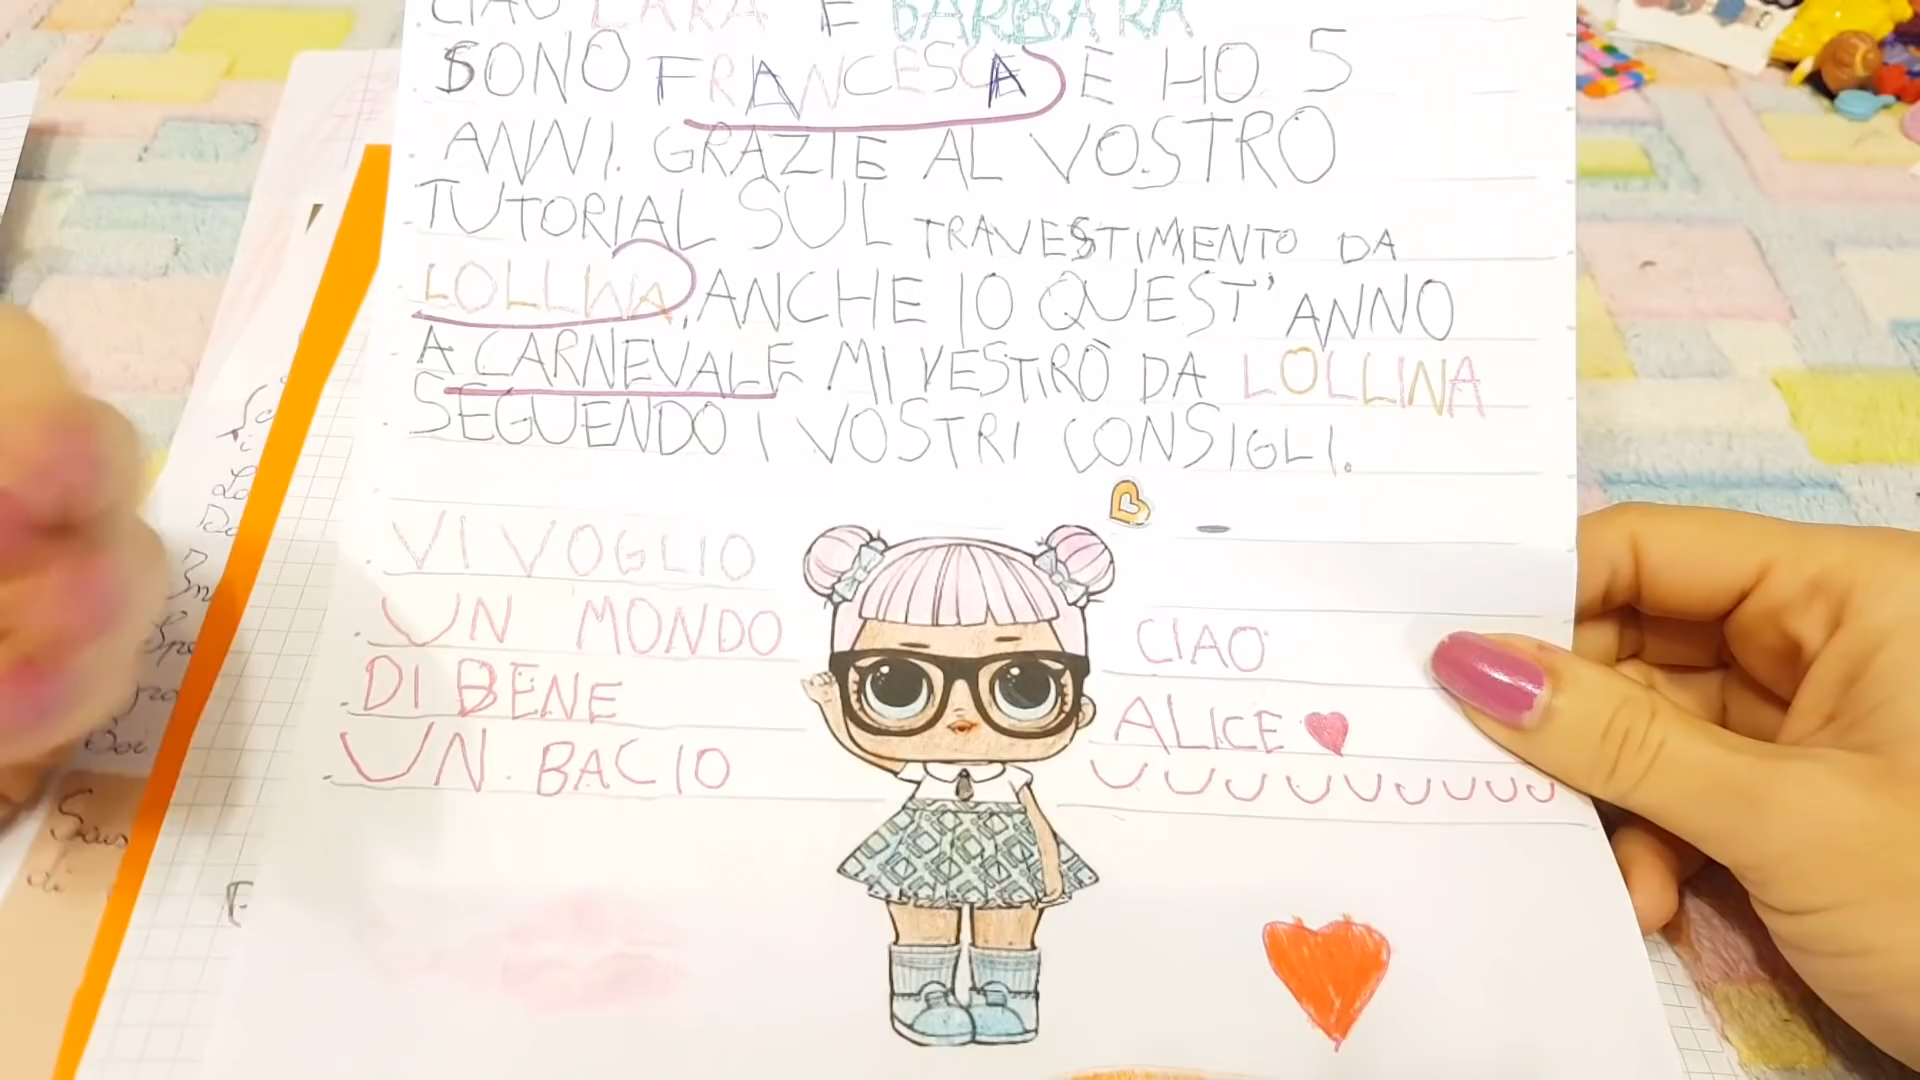 CIAO LARA E BARBARA
SONO FRANCESCA E HO 5
ANNI. GRAZIE AL VOSTRO
TUTORIAL SUL TRAVESTIMENTO DA
LOLLINA, ANCHE IO QUEST' ANNO
A CARNEVALE MI VESTIRÒ DA LOLLINA
SEGUENDO I VOSTRI CONSIGLI.
VI VOGLIO
UN MONDO
DI BENE
UN BACIO
CIAO
ALICE